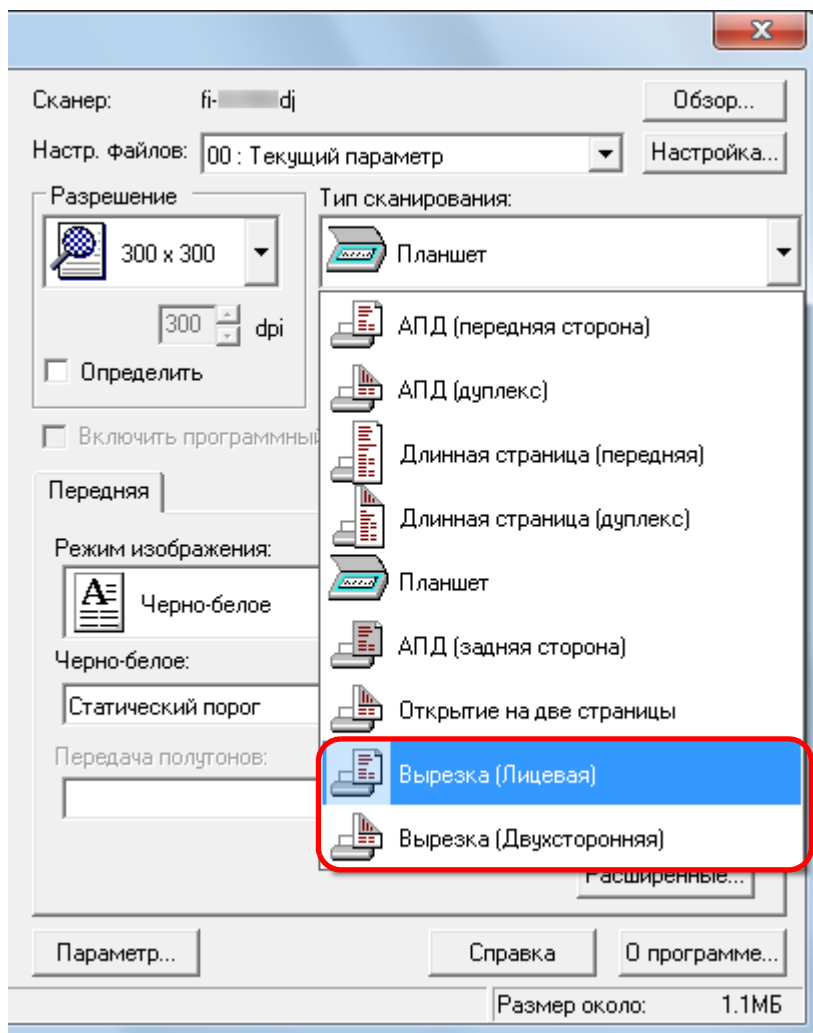 Сканер: fi- dj Обзор...
Настр. файлов: 00 : Текущий параметр Настройка...
Разрешение Тип сканирования:
300 x 300 Планшет
300 dpi АПД (передняя сторона)
Определить АПД (дуплекс)
Включить программный Длинная страница (передняя)
Передняя Длинная страница (дуплекс)
Режим изображения: Планшет
Черно-белое АПД (задняя сторона)
Черно-белое:
Статический порог Открытие на две страницы
Передача полутонов: Вырезка (Лицевая)
Вырезка (Двухсторонняя)
Расширенные...
Параметр... Справка О программе...
Размер около: 1.1МБ